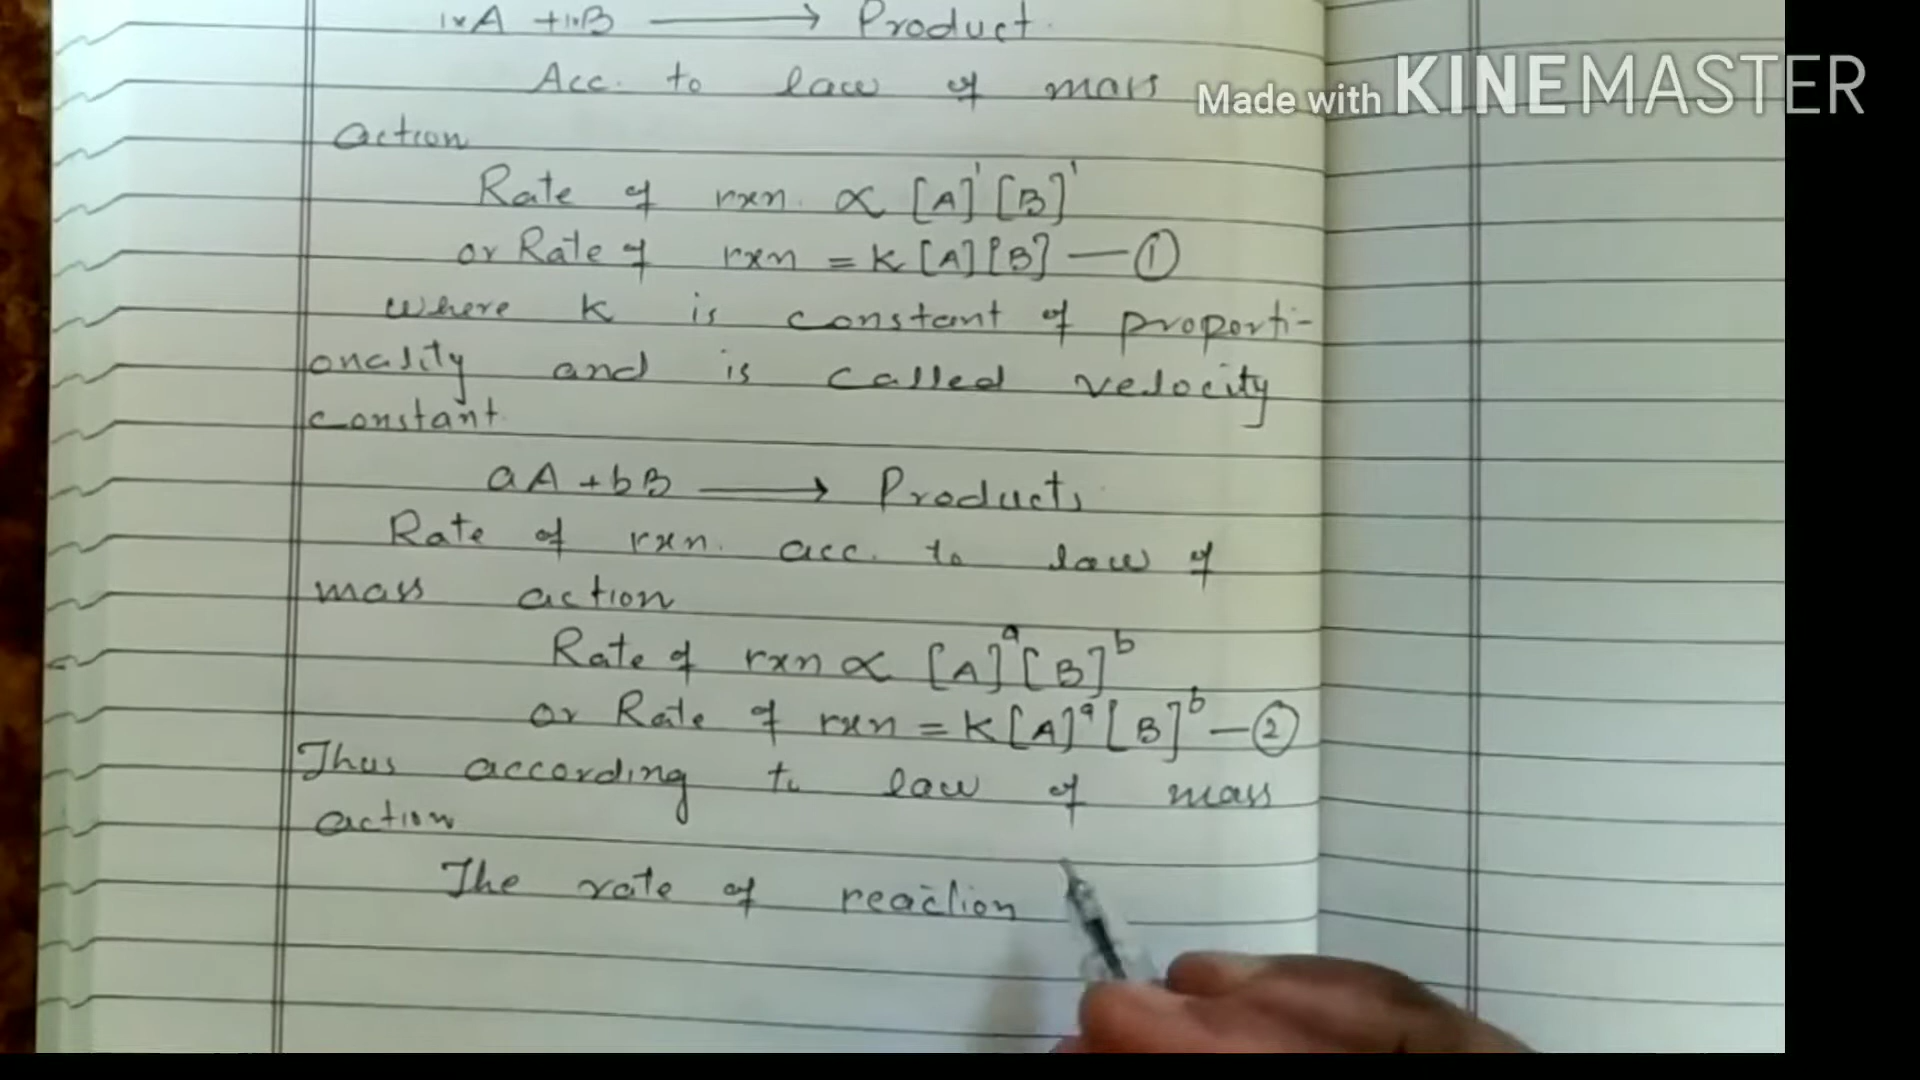 1xA + 1xB ⟶ Product.
Acc. to law of mass
Made with KINEMASTER
action
Rate of rxn. ∝ [A]¹[B]¹
or Rate of rxn = K[A][B] — ①
where K is constant of proporti-
onality and is called velocity
constant.
aA + bB ⟶ Products
Rate of rxn. acc. to law of
mass action
Rate of rxn ∝ [A]ᵃ[B]ᵇ
or Rate of rxn = K[A]ᵃ[B]ᵇ — ②
Thus according to law of mass
action
The rate of reaction